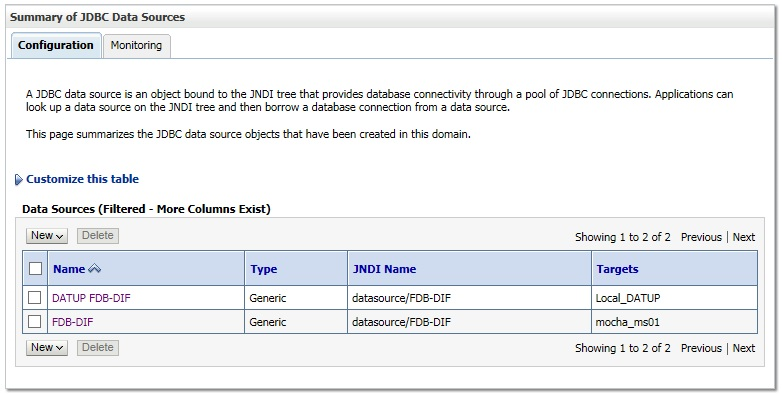 Summary of JDBC Data Sources
Configuration Monitoring
A JDBC data source is an object bound to the JNDI tree that provides database connectivity through a pool of JDBC connections. Applications can
look up a data source on the JNDI tree and then borrow a database connection from a data source.
This page summarizes the JDBC data source objects that have been created in this domain.
Customize this table
Data Sources (Filtered - More Columns Exist)
New Delete Showing 1 to 2 of 2 Previous | Next
Name Type JNDI Name Targets
DATUP FDB-DIF Generic datasource/FDB-DIF Local_DATUP
FDB-DIF Generic datasource/FDB-DIF mocha_ms01
New Delete Showing 1 to 2 of 2 Previous | Next